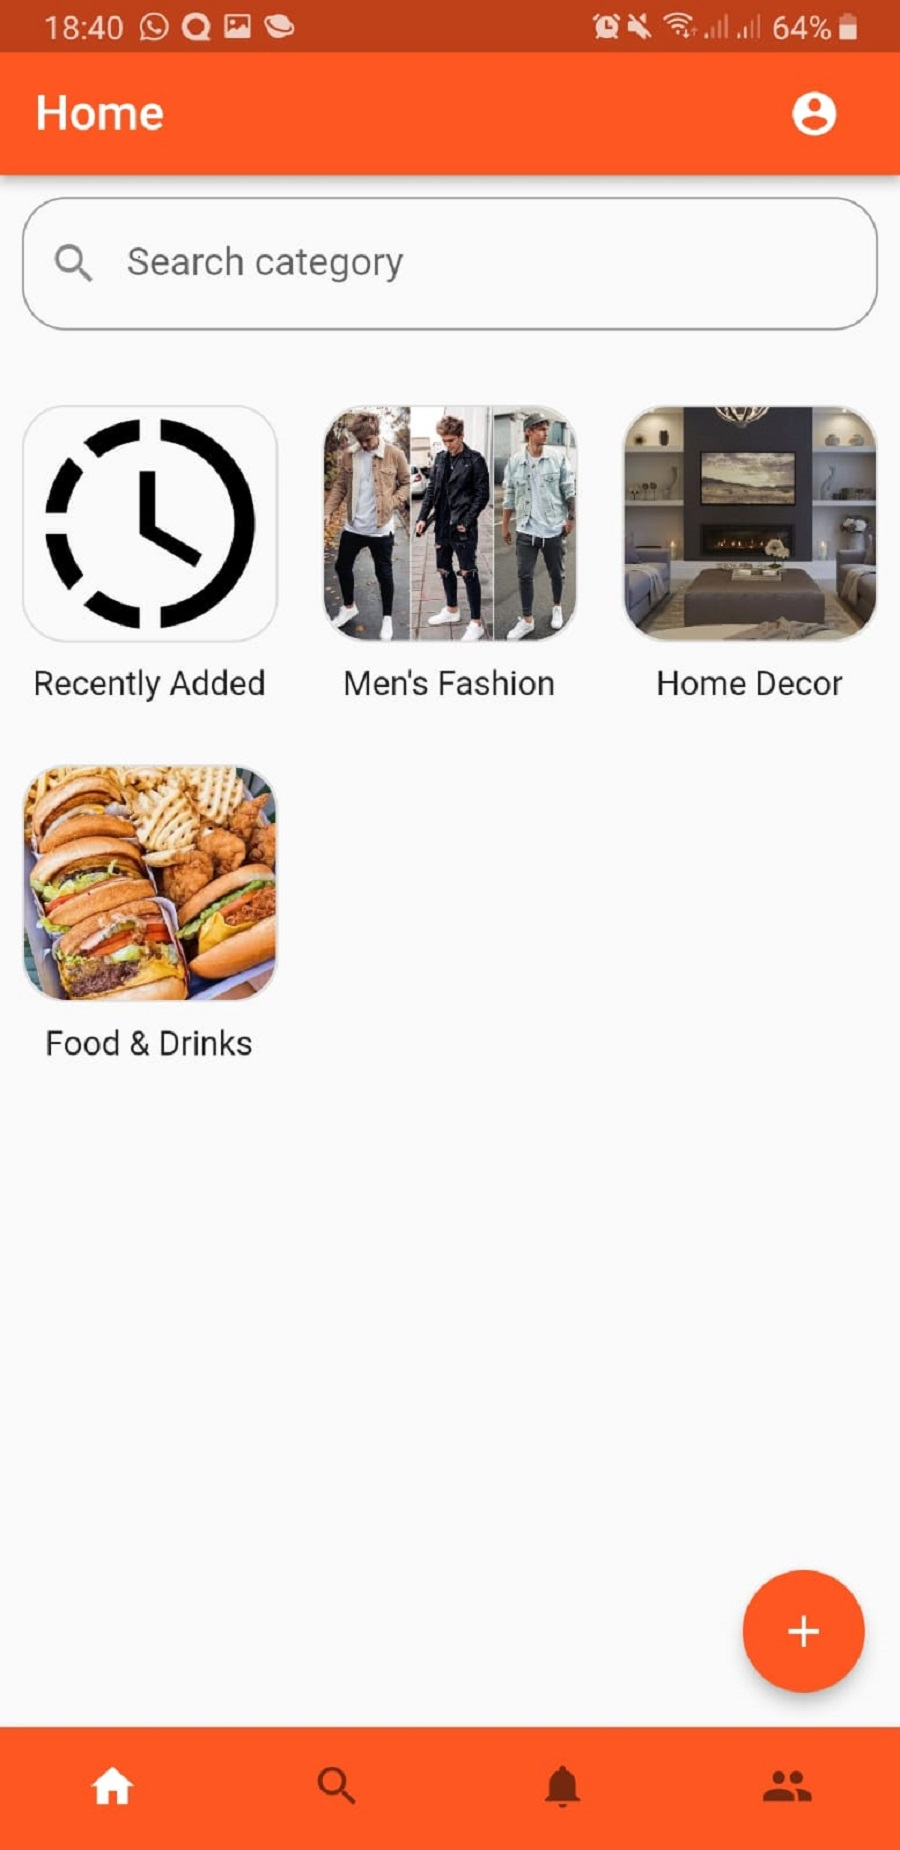 18:40 64%
Home
Search category
Recently Added Men's Fashion Home Decor
Food & Drinks